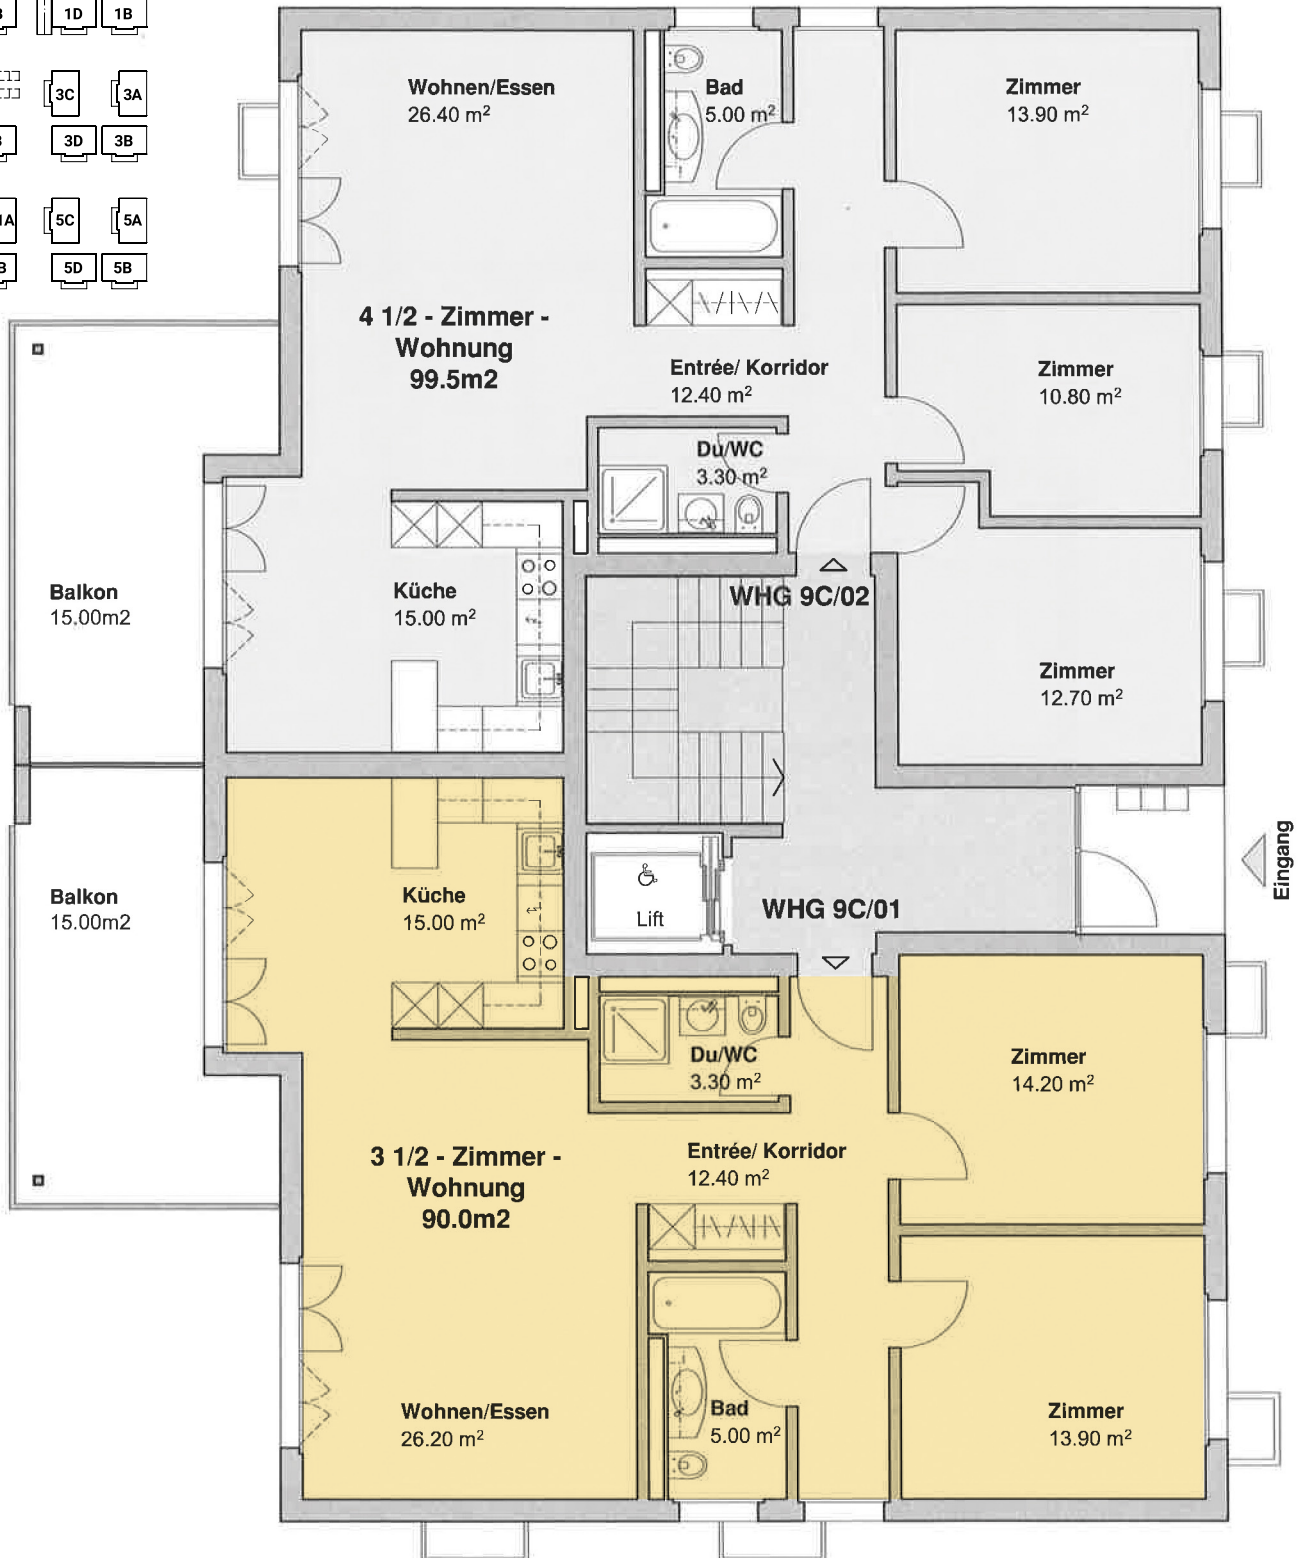 1D
1B
3C
3A
3D
3B
5C
5A
5D
5B
Wohnen/Essen
26.40 m²
Bad
5.00 m²
Zimmer
13.90 m²
4 1/2 - Zimmer -
Wohnung
99.5m2
Entrée/ Korridor
12.40 m²
Zimmer
10.80 m²
Du/WC
3.30 m²
Balkon
15.00m2
Küche
15.00 m²
WHG 9C/02
Zimmer
12.70 m²
Balkon
15.00m2
Küche
15.00 m²
Lift
WHG 9C/01
Eingang
Du/WC
3.30 m²
Zimmer
14.20 m²
3 1/2 - Zimmer -
Wohnung
90.0m2
Entrée/ Korridor
12.40 m²
Wohnen/Essen
26.20 m²
Bad
5.00 m²
Zimmer
13.90 m²